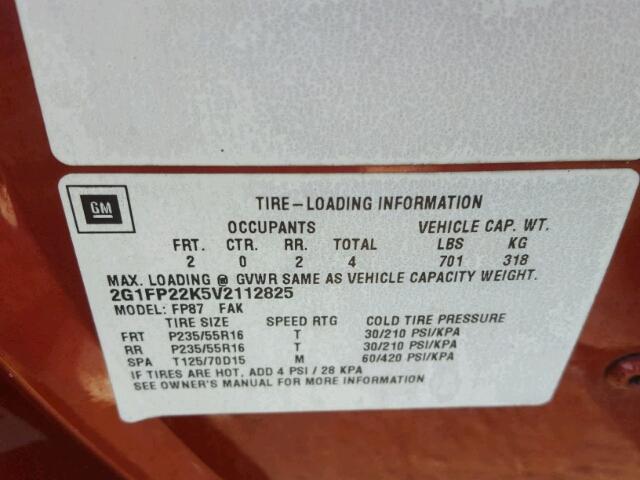 GM
TIRE-LOADING INFORMATION
OCCUPANTS VEHICLE CAP. WT.
FRT. CTR. RR. TOTAL LBS KG
2 0 2 4 701 318
MAX. LOADING @ GVWR SAME AS VEHICLE CAPACITY WEIGHT.
2G1FP22K5V2112825
MODEL: FP87 FAK
TIRE SIZE SPEED RTG COLD TIRE PRESSURE
FRT P235/55R16 T 30/210 PSI/KPA
RR P235/55R16 T 30/210 PSI/KPA
SPA T125/70D15 M 60/420 PSI/KPA
IF TIRES ARE HOT, ADD 4 PSI / 28 KPA
SEE OWNER'S MANUAL FOR MORE INFORMATION